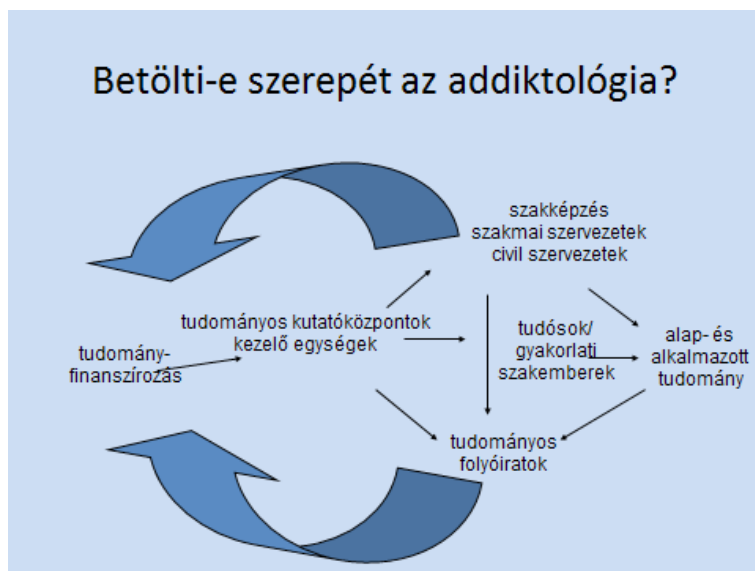 Betölti-e szerepét az addiktológia?
szakképzés
szakmai szervezetek
civil szervezetek
tudományos kutatóközpontok
kezelő egységek
tudomány-
finanszírozás
tudósok/
gyakorlati
szakemberek
alap- és
alkalmazott
tudomány
tudományos
folyóiratok